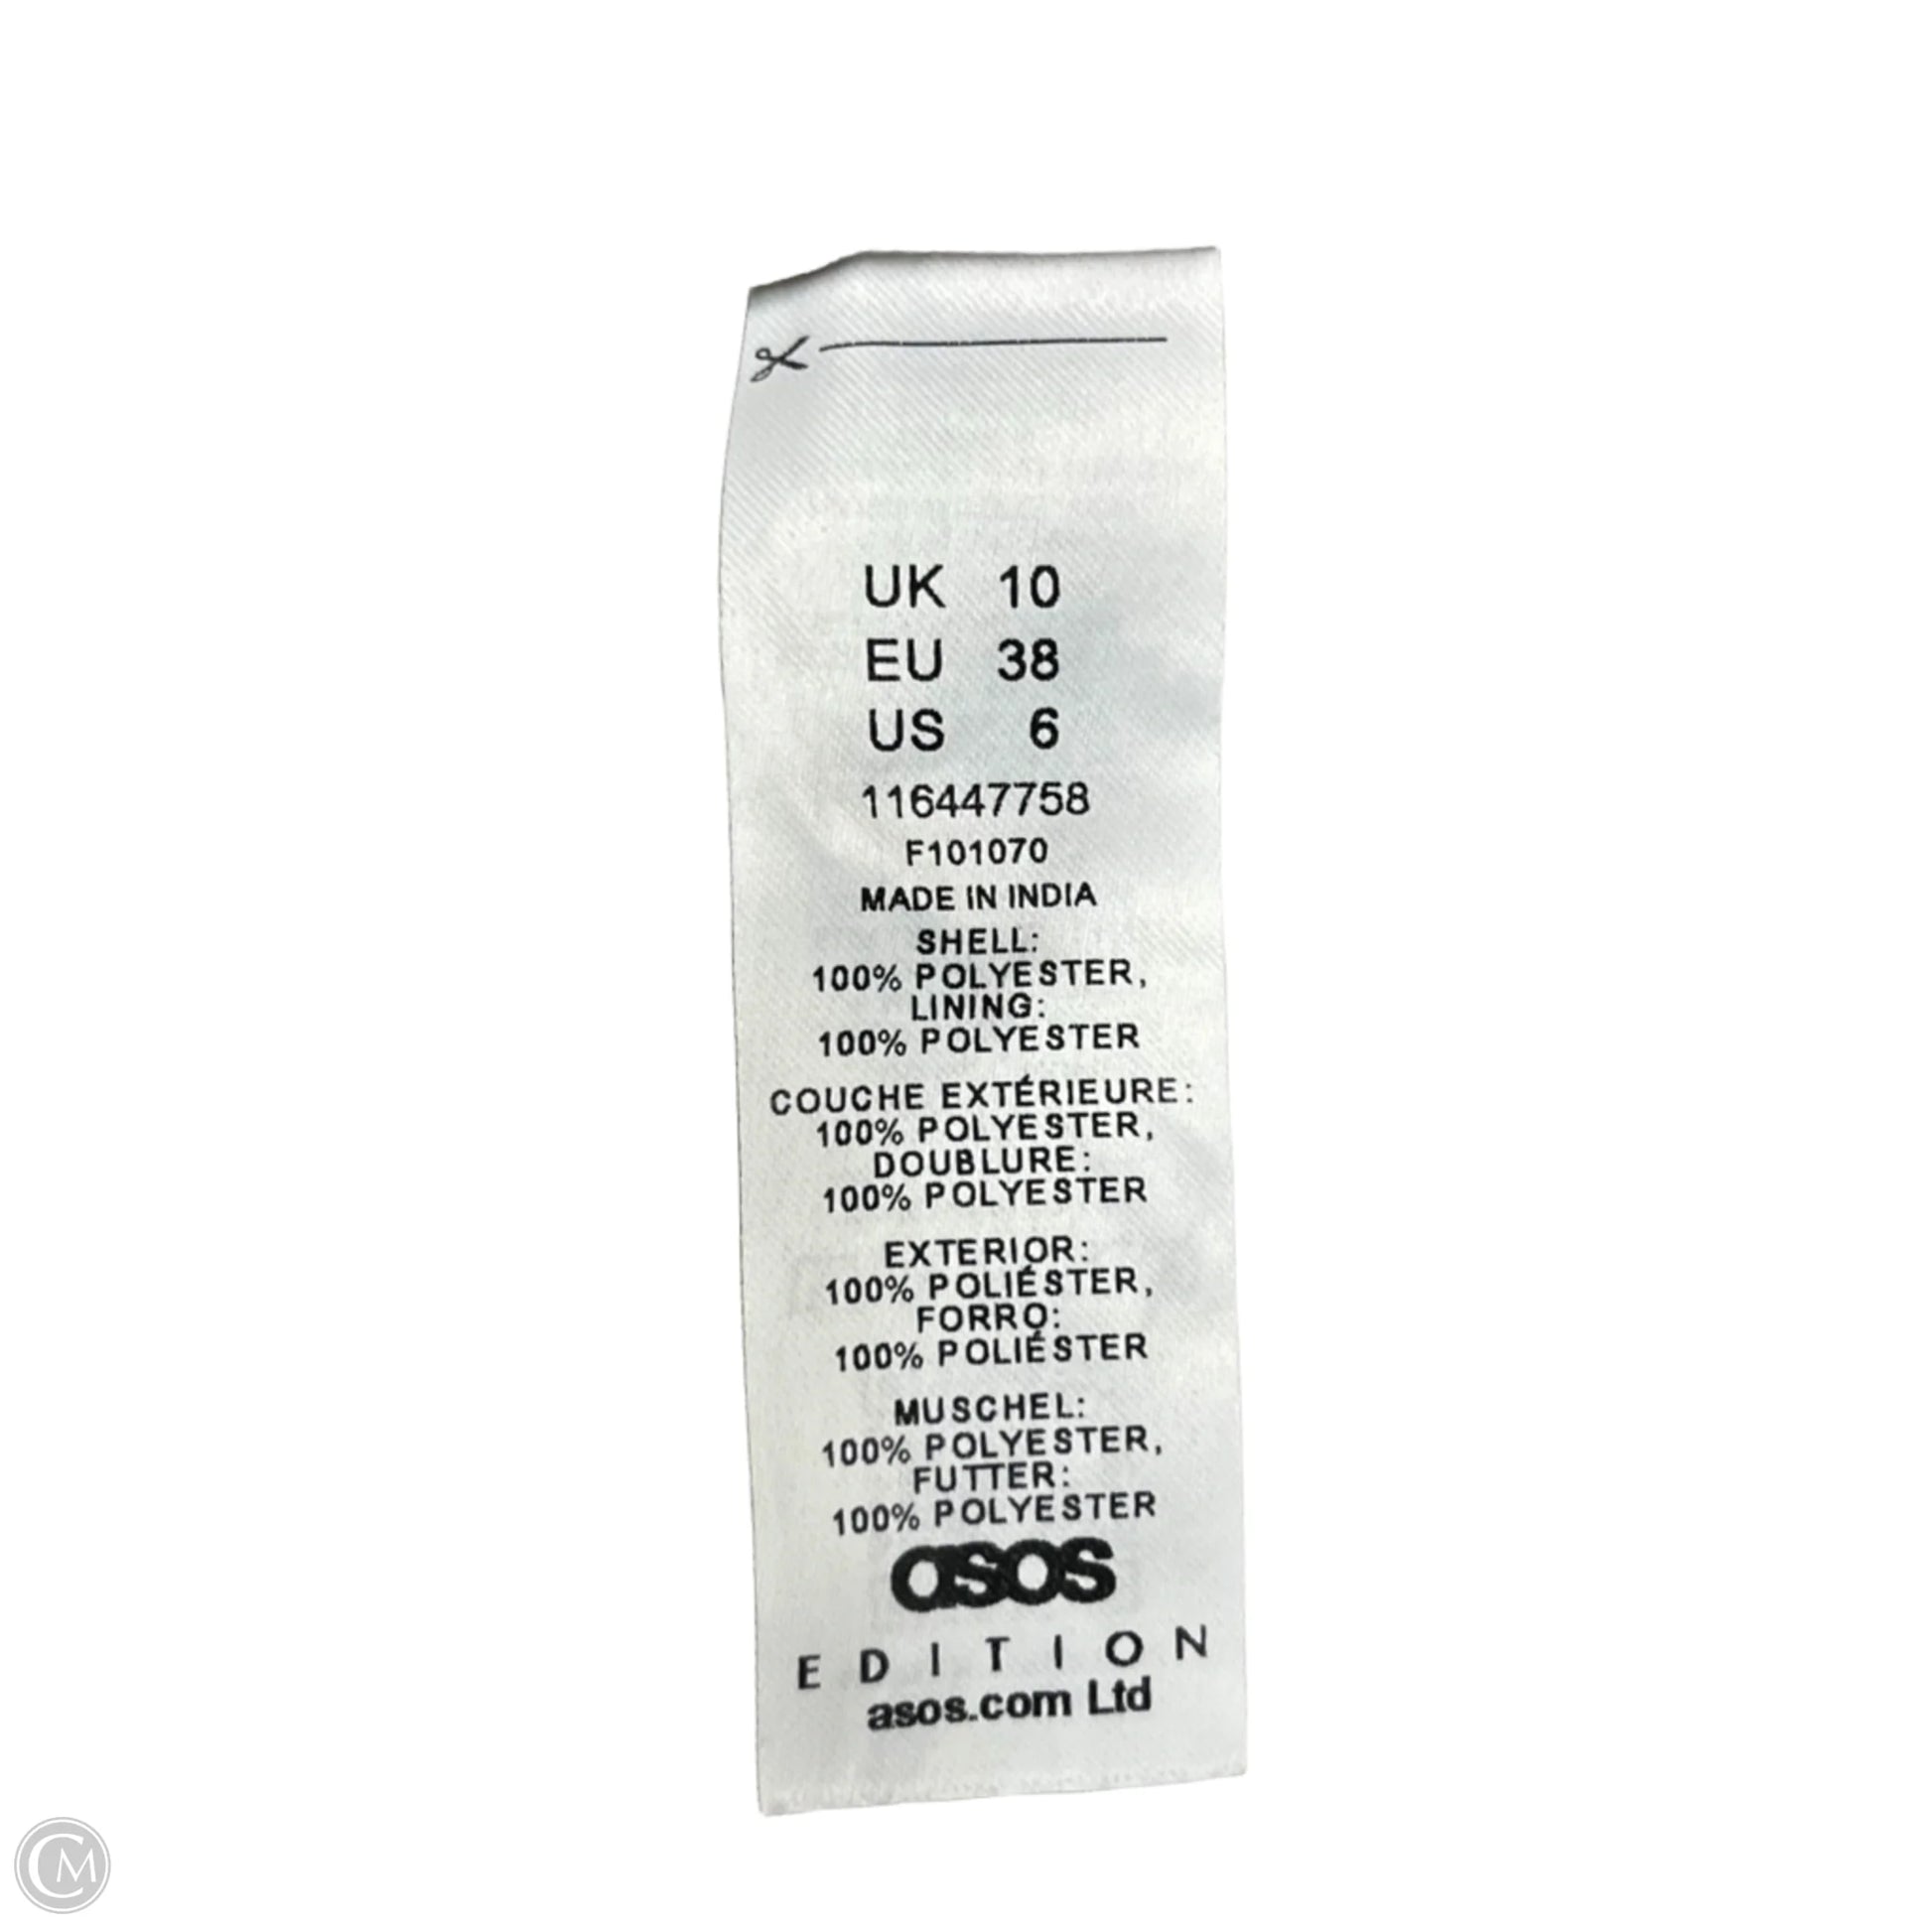 UK 10
EU 38
US 6
116447758
F101070
MADE IN INDIA
SHELL:
100% POLYESTER,
LINING:
100% POLYESTER
COUCHE EXTÉRIEURE:
100% POLYESTER,
DOUBLURE:
100% POLYESTER
EXTERIOR:
100% POLIÉSTER,
FORRO:
100% POLIÉSTER
MUSCHEL:
100% POLYESTER,
FUTTER:
100% POLYESTER
asos
EDITION
asos.com Ltd
CM